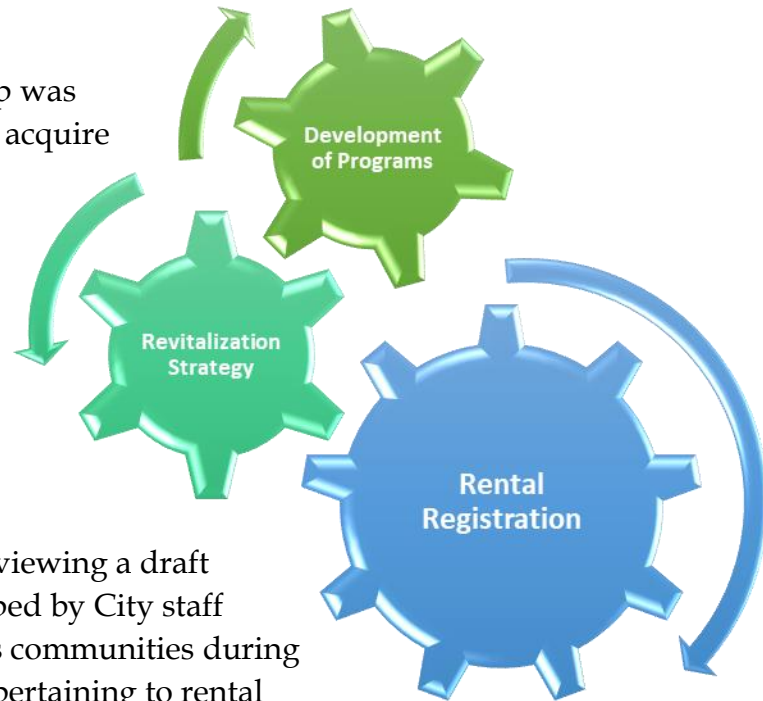 p was
acquire
Development
of Programs
Revitalization
Strategy
Rental
Registration
viewing a draft
ped by City staff
s communities during
pertaining to rental